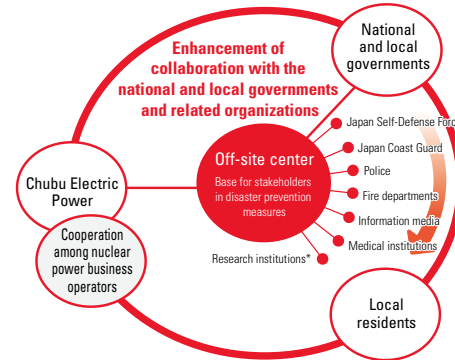 National
and local
governments
Enhancement of
collaboration with the
national and local governments
and related organizations
Japan Self-Defense Forc
Japan Coast Guard
Police
Fire departments
Information media
Medical institutions
Research institutions*
Off-site center
Base for stakeholders
in disaster prevention
measures
Chubu Electric
Power
Cooperation
among nuclear
power business
operators
Local
residents